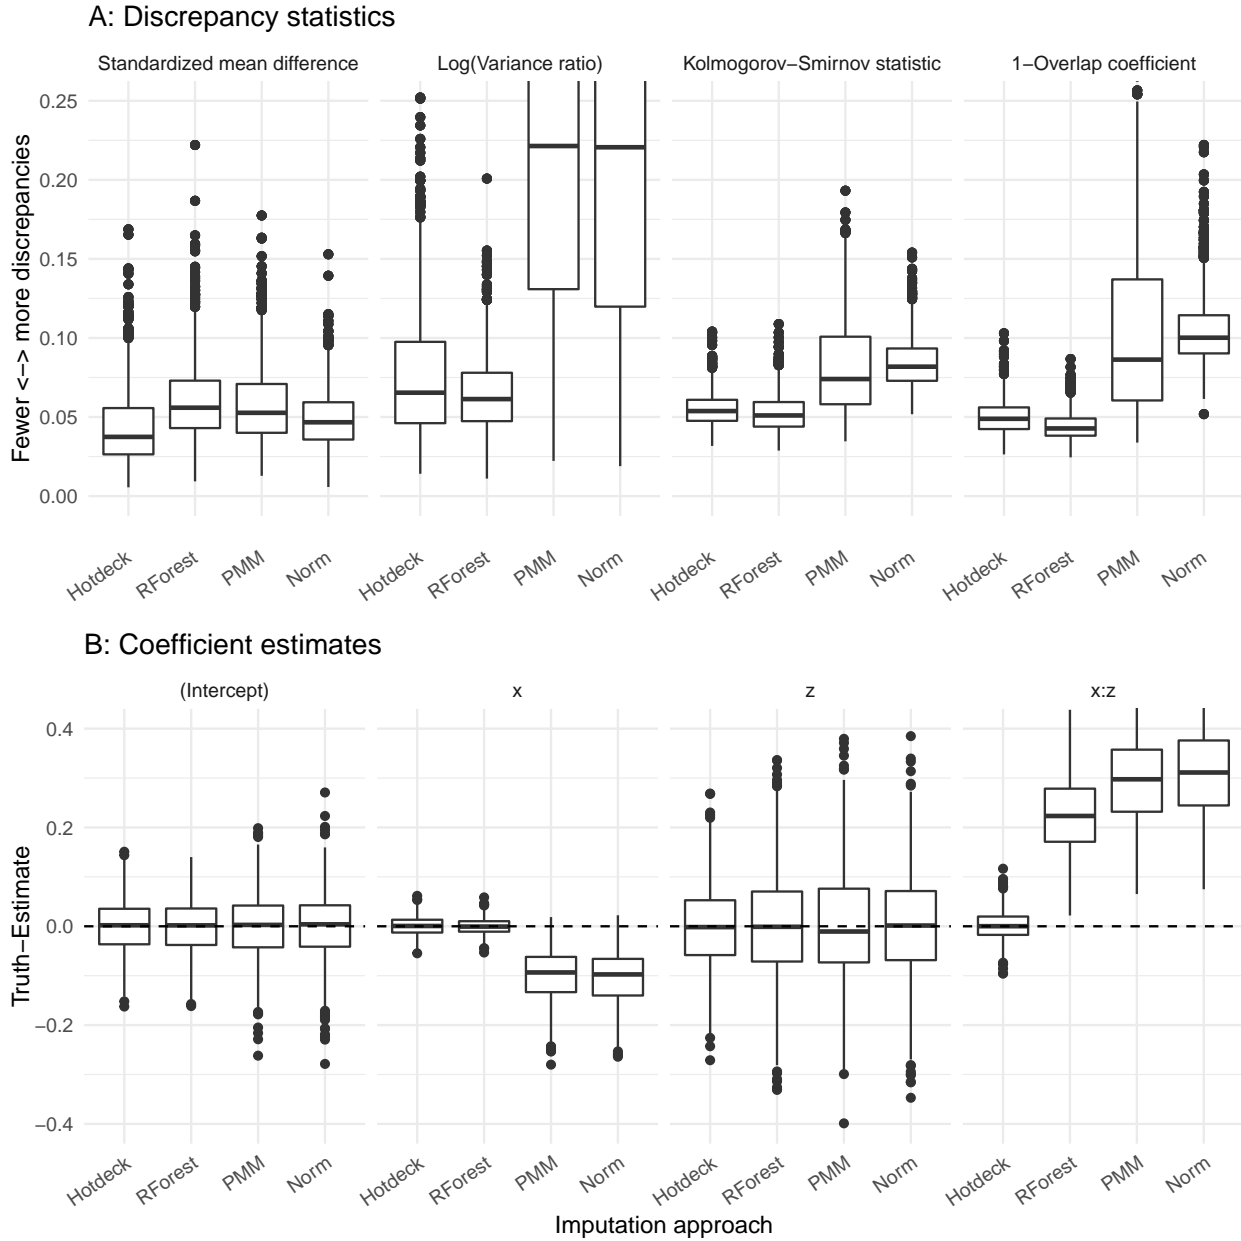 A: Discrepancy statistics
Standardized mean difference
Log(Variance ratio)
Kolmogorov−Smirnov statistic
1−Overlap coefficient
Fewer <−> more discrepancies
0.25
0.20
0.15
0.10
0.05
0.00
Hotdeck
RForest
PMM
Norm
Hotdeck
RForest
PMM
Norm
Hotdeck
RForest
PMM
Norm
Hotdeck
RForest
PMM
Norm
B: Coefficient estimates
(Intercept)
x
z
x:z
Truth−Estimate
0.4
0.2
0.0
−0.2
−0.4
Hotdeck
RForest
PMM
Norm
Hotdeck
RForest
PMM
Norm
Hotdeck
RForest
PMM
Norm
Hotdeck
RForest
PMM
Norm
Imputation approach